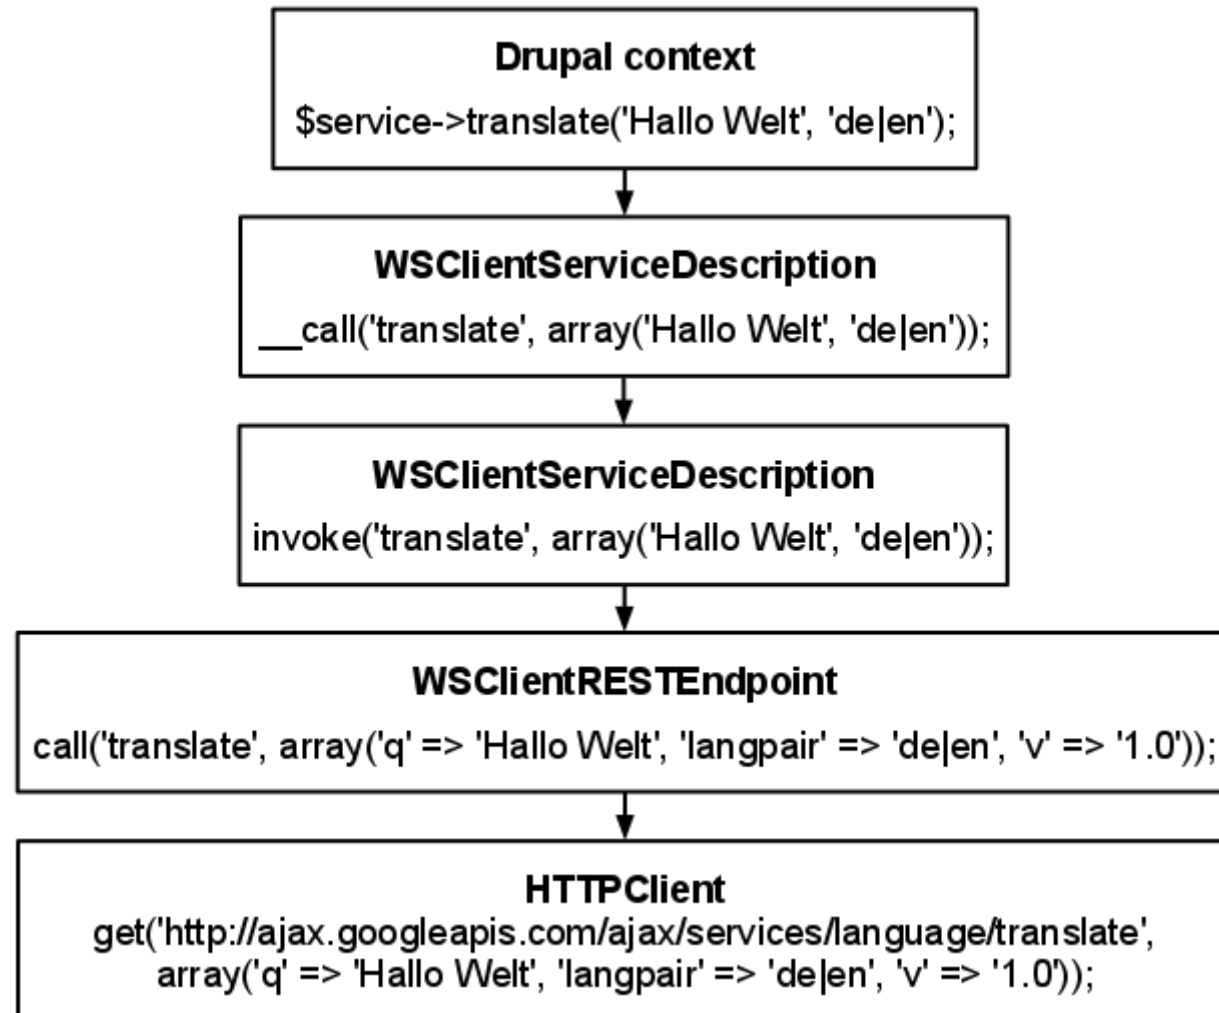 Drupal context
$service->translate('Hallo Welt', 'de|en');
WSClientServiceDescription
__call('translate', array('Hallo Welt', 'de|en'));
WSClientServiceDescription
invoke('translate', array('Hallo Welt', 'de|en'));
WSClientRESTEndpoint
call('translate', array('q' => 'Hallo Welt', 'langpair' => 'de|en', 'v' => '1.0'));
HTTPClient
get('http://ajax.googleapis.com/ajax/services/language/translate',
array('q' => 'Hallo Welt', 'langpair' => 'de|en', 'v' => '1.0'));